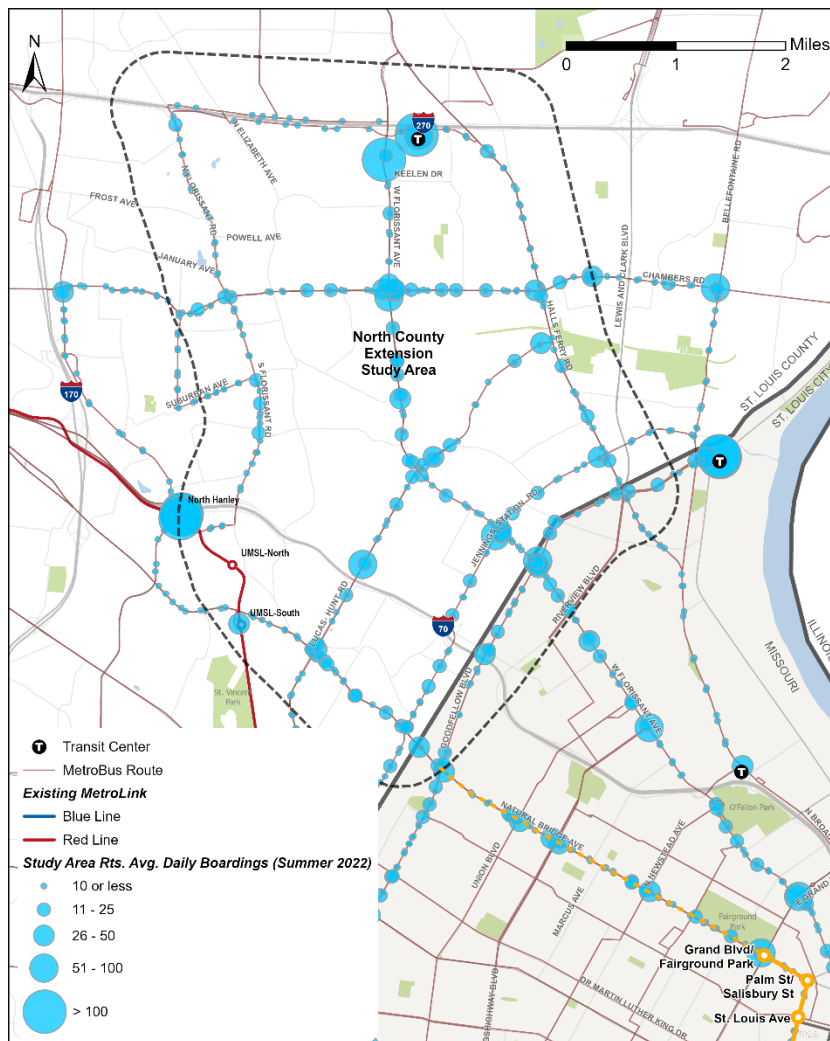 N
Miles
0
1
2
270
T
KEELEN DR
N ELIZABETH AVE
FROST AVE
N FLORISSANT RD
POWELL AVE
W FLORISSANT AVE
BELLEFONTAINE RD
JANUARY AVE
LEWIS AND CLARK BLVD
CHAMBERS RD
North County
Extension
Study Area
HALLS FERRY RD
170
SUBURBAN AVE
S FLORISSANT RD
ST. LOUIS COUNTY
ST. LOUIS CITY
T
North Hanley
JENNINGS STATION RD
UMSL-North
RIVERVIEW BLVD
LUCAS- HUNT RD
UMSL-South
70
ILLINOIS
MISSOURI
St. Vincent
Park
GOODFELLOW BLVD
W FLORISSANT AVE
T
O'Fallon Park
N BROA
NATURAL BRIDGE AVE
UNION BLVD
N NEWSTEAD AVE
MARCUS AVE
E GRAND
Fairground
Park
Grand Blvd/
Fairground Park
Palm St/
Salisbury St
St. Louis Ave
DR MARTIN LUTHER KING DR
GSHIGHWAY BLVD
T Transit Center
MetroBus Route
Existing MetroLink
Blue Line
Red Line
Study Area Rts. Avg. Daily Boardings (Summer 2022)
10 or less
11 - 25
26 - 50
51 - 100
> 100